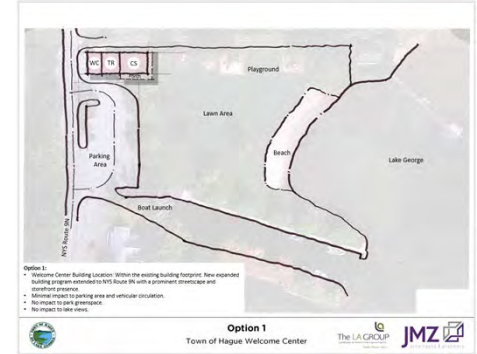 WC TR CS
Porch
Playground
Lawn Area
Beach
Lake George
Parking
Area
Boat Launch
NYS Route 9N
Option 1:
• Welcome Center Building Location: Within the existing building footprint. New expanded
building program extended to NYS Route 9N with a prominent streetscape and
storefront presence.
• Minimal impact to parking area and vehicular circulation.
• No impact to park greenspace.
• No impact to lake views.
Option 1
Town of Hague Welcome Center
The LA GROUP
JMZ